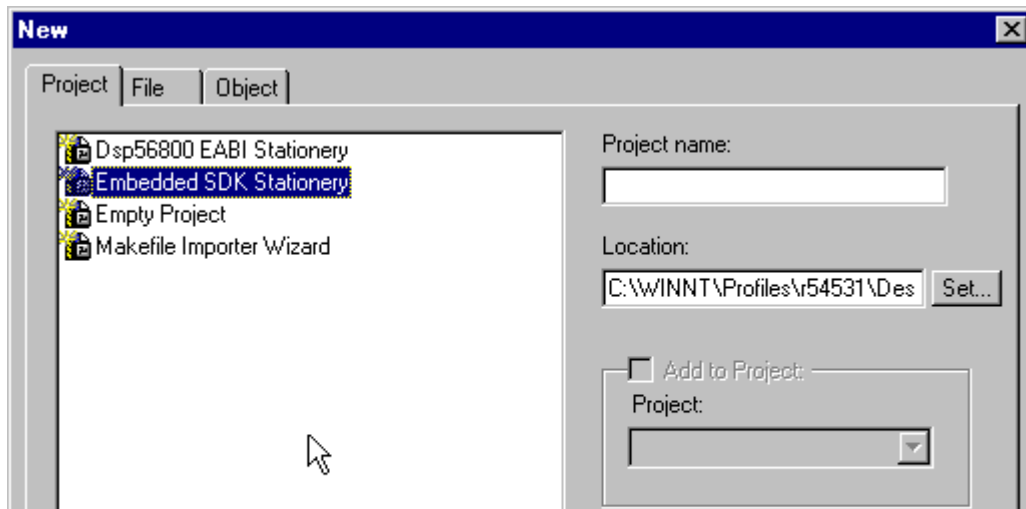 New
Project File Object
Dsp56800 EABI Stationery
Embedded SDK Stationery
Empty Project
Makefile Importer Wizard
Project name:
Location:
C:\WINNT\Profiles\r54531\Des Set...
Add to Project:
Project: